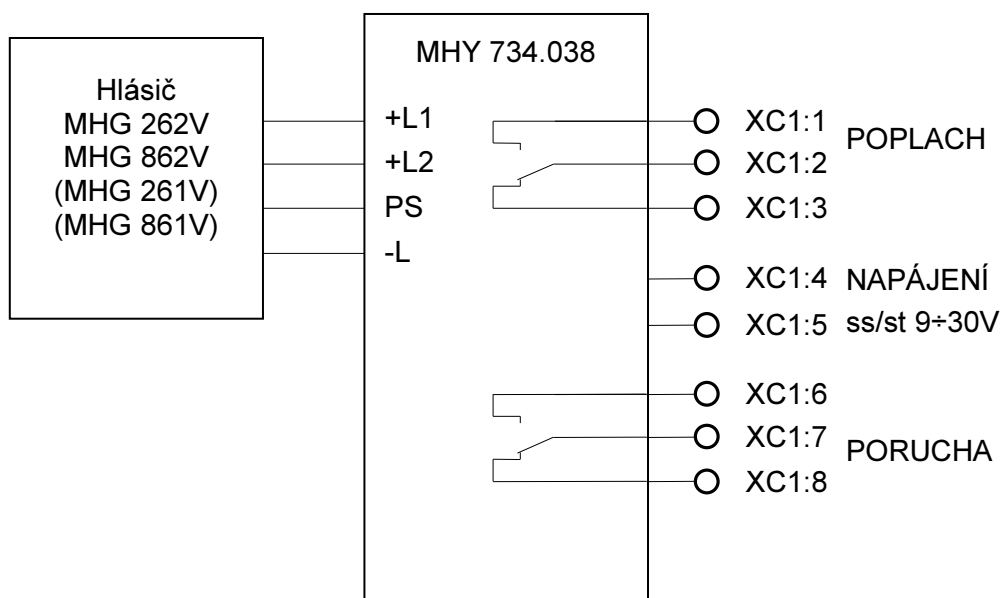 Hlásič
MHG 262V
MHG 862V
(MHG 261V)
(MHG 861V)
MHY 734.038
+L1
+L2
PS
-L
XC1:1
XC1:2
XC1:3
POPLACH
XC1:4
XC1:5
NAPÁJENÍ
ss/st 9÷30V
XC1:6
XC1:7
XC1:8
PORUCHA